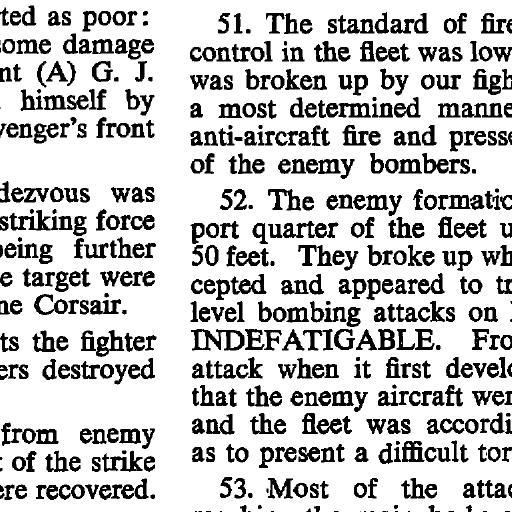 ted as poor:
some damage
nt (A) G. J.
himself by
venger's front
dezvous was
striking force
being further
e target were
ne Corsair.
ts the fighter
ers destroyed
from enemy
t of the strike
ere recovered.
51. The standard of fire
control in the fleet was low
was broken up by our figh
a most determined manne
anti-aircraft fire and presse
of the enemy bombers.
52. The enemy formatic
port quarter of the fleet u
50 feet. They broke up wh
cepted and appeared to tr
level bombing attacks on
INDEFATIGABLE. Fro
attack when it first develo
that the enemy aircraft wer
and the fleet was accordi
as to present a difficult tor
53. Most of the attac